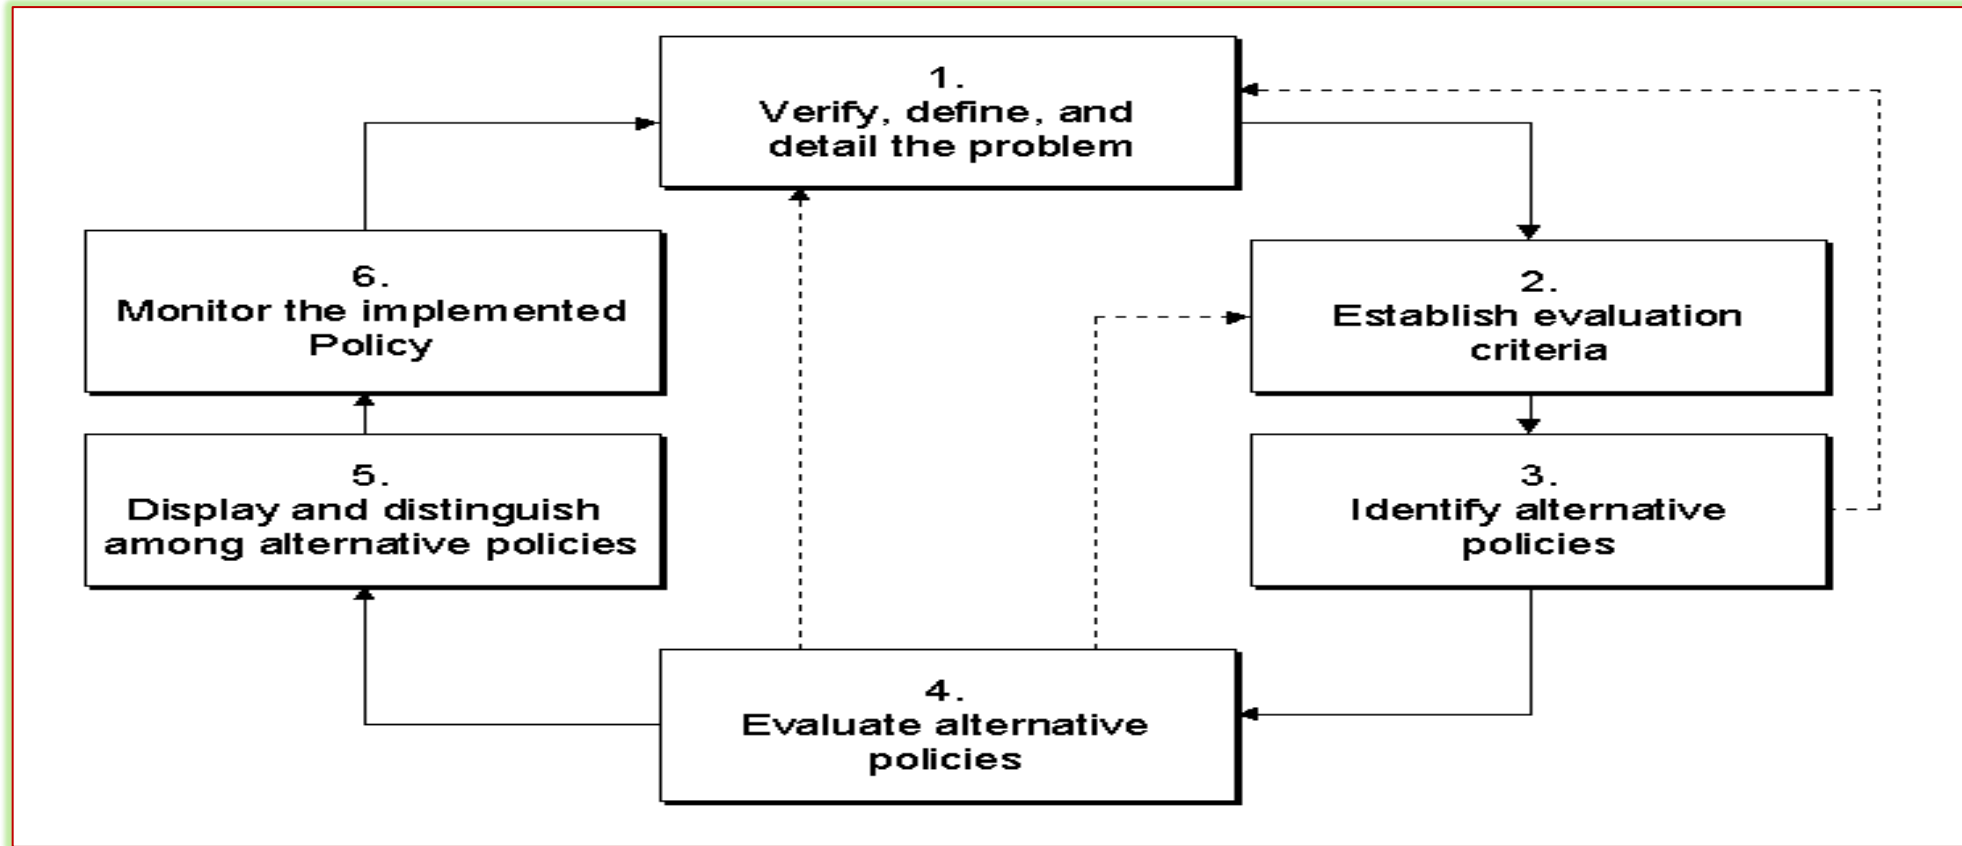 1.
Verify, define, and
detail the problem
2.
Establish evaluation
criteria
3.
Identify alternative
policies
4.
Evaluate alternative
policies
5.
Display and distinguish
among alternative policies
6.
Monitor the implemented
Policy